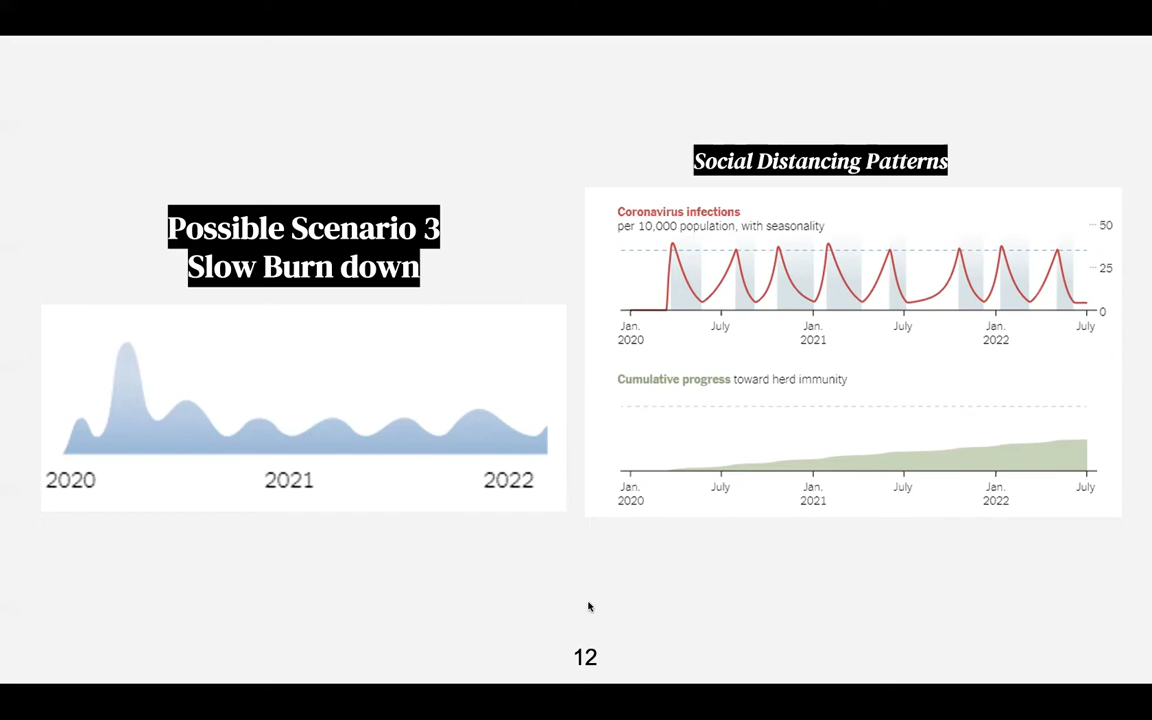 Possible Scenario 3
Slow Burn down
2020 2021 2022
Social Distancing Patterns
Coronavirus infections
per 10,000 population, with seasonality
50
25
0
Jan. July Jan. July Jan. July
2020 2021 2022
Cumulative progress toward herd immunity
Jan. July Jan. July Jan. July
2020 2021 2022
12